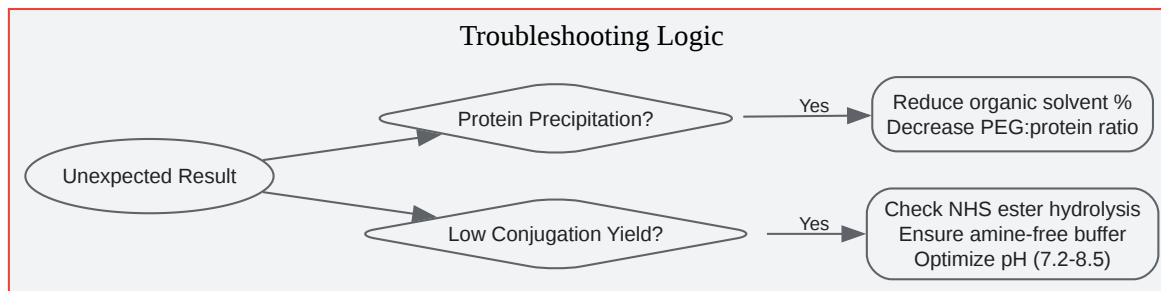 Troubleshooting Logic
Unexpected Result
Protein Precipitation?
Yes
Reduce organic solvent %
Decrease PEG:protein ratio
Low Conjugation Yield?
Yes
Check NHS ester hydrolysis
Ensure amine-free buffer
Optimize pH (7.2-8.5)